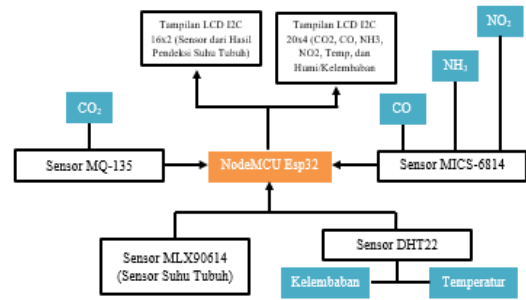 Tampilan LCD I2C
16x2 (Sensor dari Hasil
Pendeksi Suhu Tubuh)
Tampilan LCD I2C
20x4 (CO2, CO, NH3,
NO2, Temp, dan
Humi/Kelembaban
NO₂
NH₃
CO₂
CO
Sensor MQ-135
NodeMCU Esp32
Sensor MICS-6814
Sensor MLX90614
(Sensor Suhu Tubuh)
Sensor DHT22
Kelembaban
Temperatur